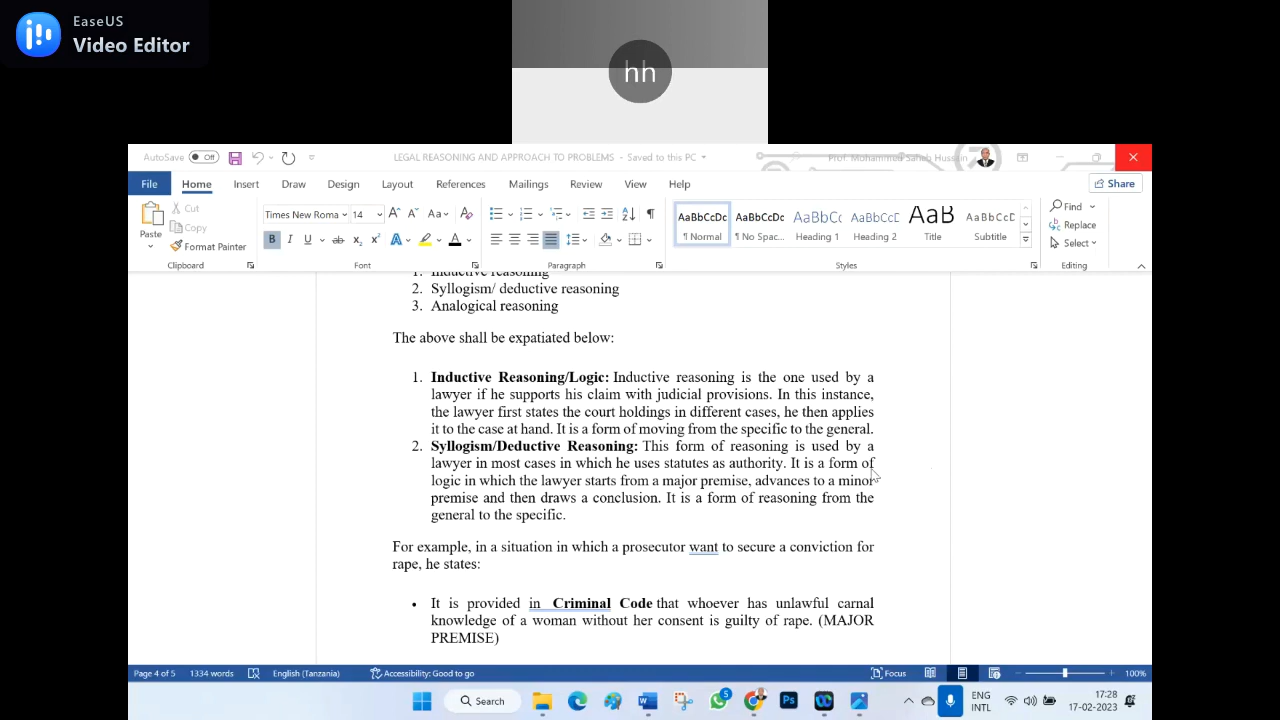 EaseUS
Video Editor
hh
AutoSave Off
LEGAL REASONING AND APPROACH TO PROBLEMS - Saved to this PC
Prof. Mohammed Saheb Hussain
File Home Insert Draw Design Layout References Mailings Review View Help
Share
Paste
Cut
Copy
Format Painter
Times New Roma 14
AaBbCcDc AaBbCcDc AaBbC( AaBbCcD AaB AaBbCcD
¶ Normal ¶ No Spac... Heading 1 Heading 2 Title Subtitle
Find
Replace
Select
Clipboard Font Paragraph Styles Editing
1. Inductive reasoning
2. Syllogism/ deductive reasoning
3. Analogical reasoning
The above shall be expatiated below:
1. Inductive Reasoning/Logic: Inductive reasoning is the one used by a
lawyer if he supports his claim with judicial provisions. In this instance,
the lawyer first states the court holdings in different cases, he then applies
it to the case at hand. It is a form of moving from the specific to the general.
2. Syllogism/Deductive Reasoning: This form of reasoning is used by a
lawyer in most cases in which he uses statutes as authority. It is a form of
logic in which the lawyer starts from a major premise, advances to a minor
premise and then draws a conclusion. It is a form of reasoning from the
general to the specific.
For example, in a situation in which a prosecutor want to secure a conviction for
rape, he states:
• It is provided in Criminal Code that whoever has unlawful carnal
knowledge of a woman without her consent is guilty of rape. (MAJOR
PREMISE)
Page 4 of 5 1334 words English (Tanzania) Accessibility: Good to go Focus 100%
Search 5 Ps ENG 17:28
INTL 17-02-2023